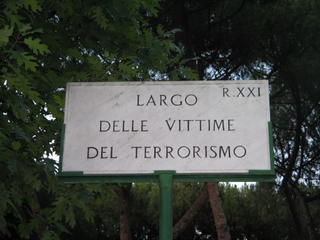 R.XXI
LARGO
DELLE VITTIME
DEL TERRORISMO